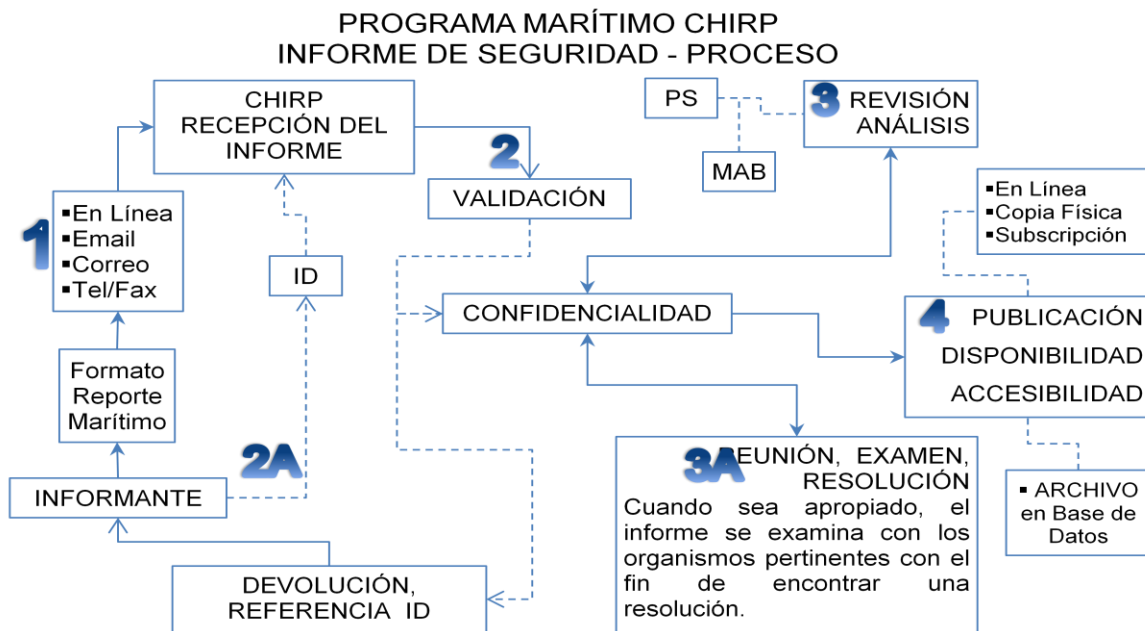 PROGRAMA MARÍTIMO CHIRP
INFORME DE SEGURIDAD - PROCESO
CHIRP
RECEPCIÓN DEL
INFORME
2
VALIDACIÓN
PS
MAB
3 REVISIÓN
ANÁLISIS
1
▪En Línea
▪Email
▪Correo
▪Tel/Fax
ID
▪En Línea
▪Copia Física
▪Subscripción
CONFIDENCIALIDAD
4 PUBLICACIÓN
DISPONIBILIDAD
ACCESIBILIDAD
Formato
Reporte
Marítimo
2A
INFORMANTE
3A REUNIÓN, EXAMEN,
RESOLUCIÓN
Cuando sea apropiado, el
informe se examina con los
organismos pertinentes con el
fin de encontrar una
resolución.
▪ ARCHIVO
en Base de
Datos
DEVOLUCIÓN,
REFERENCIA ID